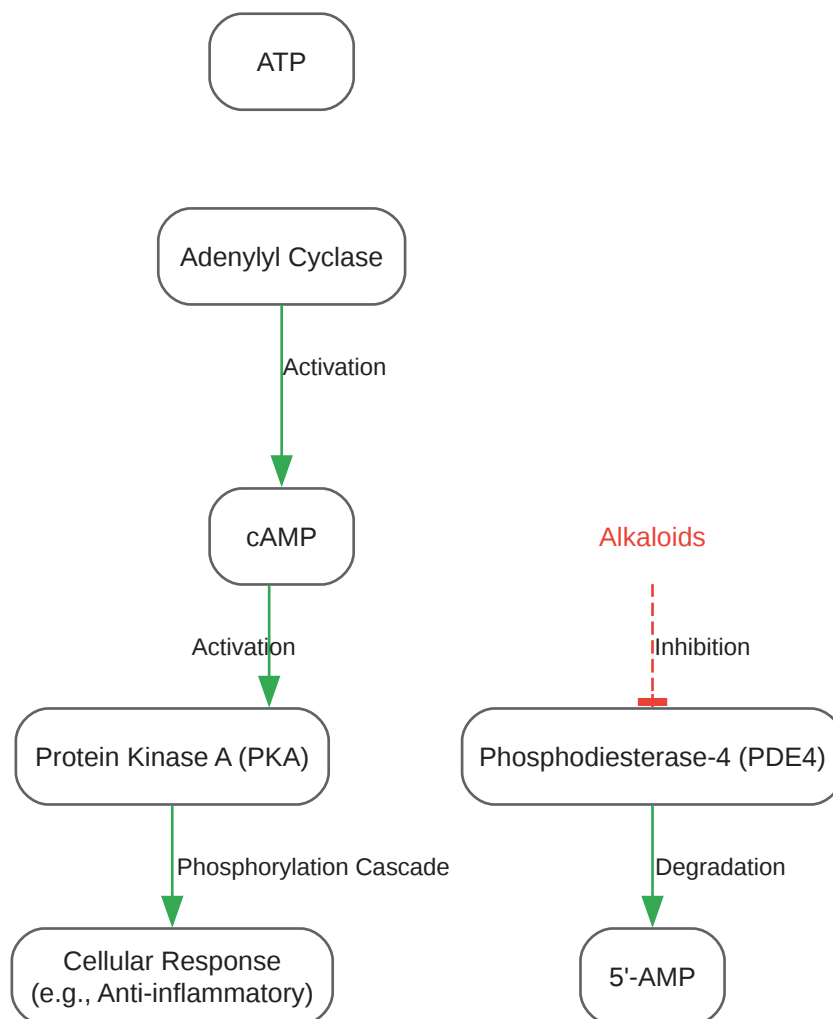 ATP
Adenylyl Cyclase
Activation
cAMP
Alkaloids
Activation
Inhibition
Protein Kinase A (PKA)
Phosphodiesterase-4 (PDE4)
Phosphorylation Cascade
Degradation
Cellular Response
(e.g., Anti-inflammatory)
5'-AMP